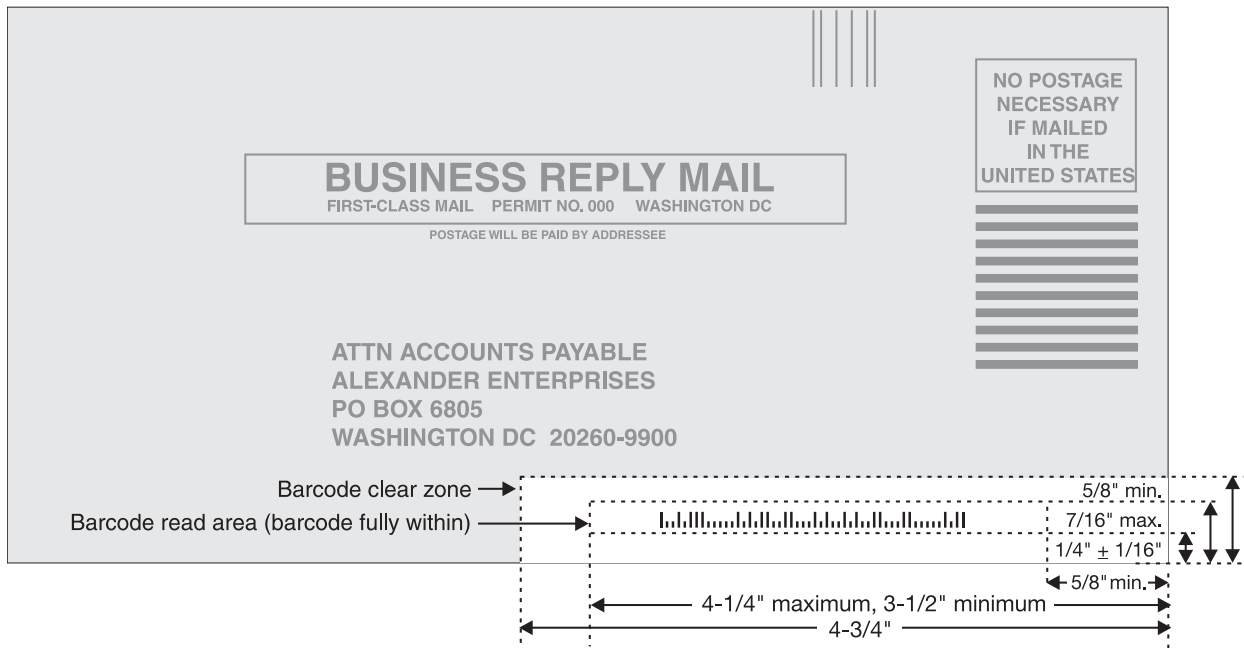 NO POSTAGE
NECESSARY
IF MAILED
IN THE
UNITED STATES
BUSINESS REPLY MAIL
FIRST-CLASS MAIL PERMIT NO. 000 WASHINGTON DC
POSTAGE WILL BE PAID BY ADDRESSEE
ATTN ACCOUNTS PAYABLE
ALEXANDER ENTERPRISES
PO BOX 6805
WASHINGTON DC 20260-9900
Barcode clear zone
5/8" min.
Barcode read area (barcode fully within)
7/16" max.
1/4" ± 1/16"
5/8" min.
4-1/4" maximum, 3-1/2" minimum
4-3/4"